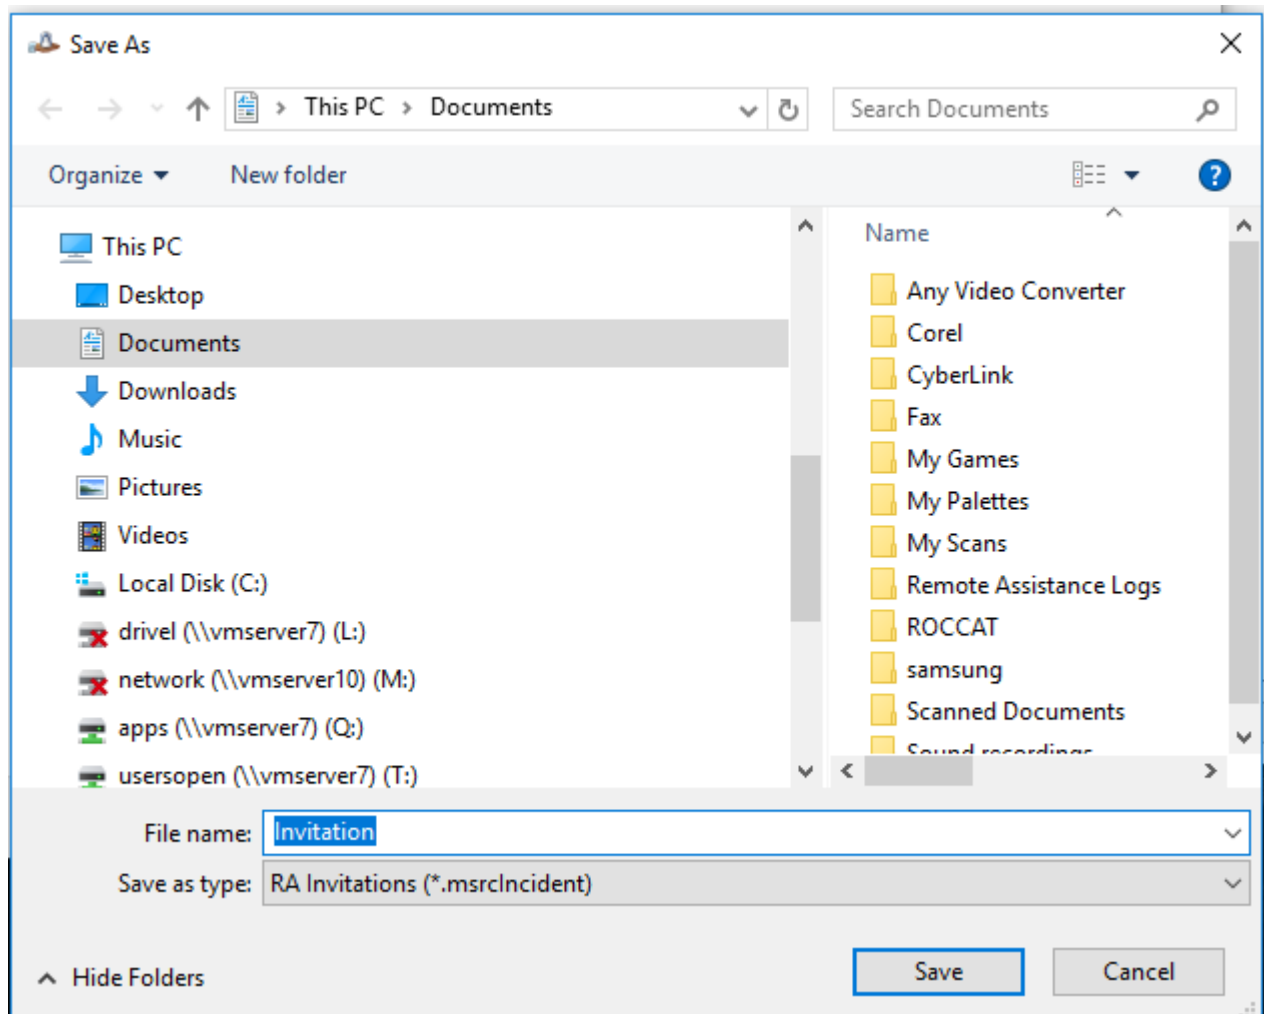 Save As
This PC > Documents
Search Documents
Organize
New folder
This PC
Desktop
Documents
Downloads
Music
Pictures
Videos
Local Disk (C:)
drivel (\\vmserver7) (L:)
network (\\vmserver10) (M:)
apps (\\vmserver7) (Q:)
usersopen (\\vmserver7) (T:)
Name
Any Video Converter
Corel
CyberLink
Fax
My Games
My Palettes
My Scans
Remote Assistance Logs
ROCCAT
samsung
Scanned Documents
Sound recordings
File name: Invitation
Save as type: RA Invitations (*.msrcIncident)
Hide Folders
Save
Cancel